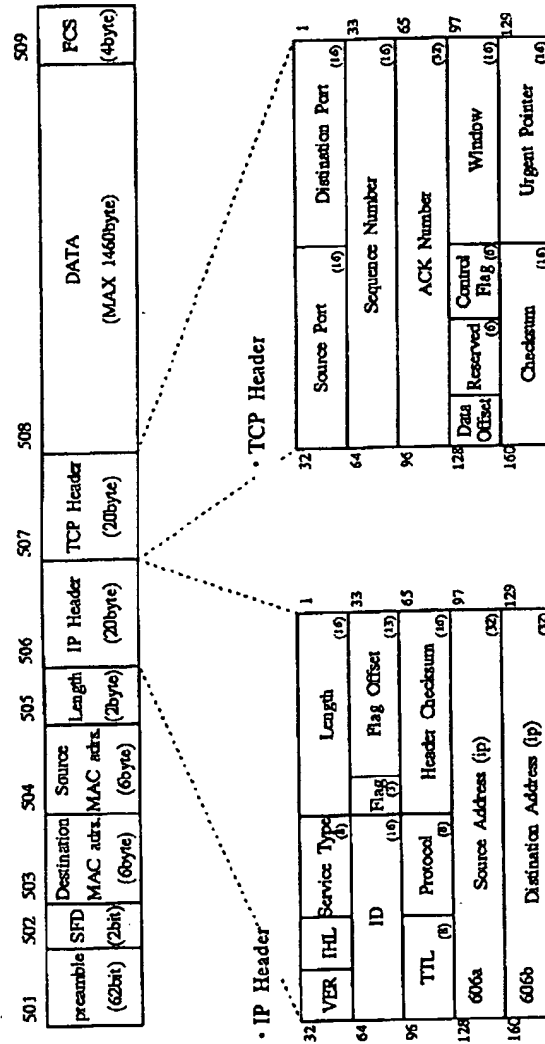 501 502 503 504 505 506 507 508 509
preamble SFD Destination Source Length IP Header TCP Header DATA FCS
(62bit) (2bit) MAC adrs. MAC adrs. (2byte) (20byte) (20byte) (MAX 1460byte) (4byte)
(6byte) (6byte)
• IP Header
32 VER IHL Service Type (8) Length (16) 1
64 ID (16) Flag (3) Flag Offset (13) 33
96 TTL (8) Protocol (8) Header Checksum (16) 65
128 606a Source Address (ip) (32) 97
160 606b Distination Address (ip) (32) 129
• TCP Header
32 Source Port (16) Distination Port (16) 1
64 Sequence Number (16) 33
96 ACK Number (32) 65
128 Data Offset Reserved (6) Control Flag (6) Window (16) 97
160 Checksum (16) Urgent Pointer (16) 129